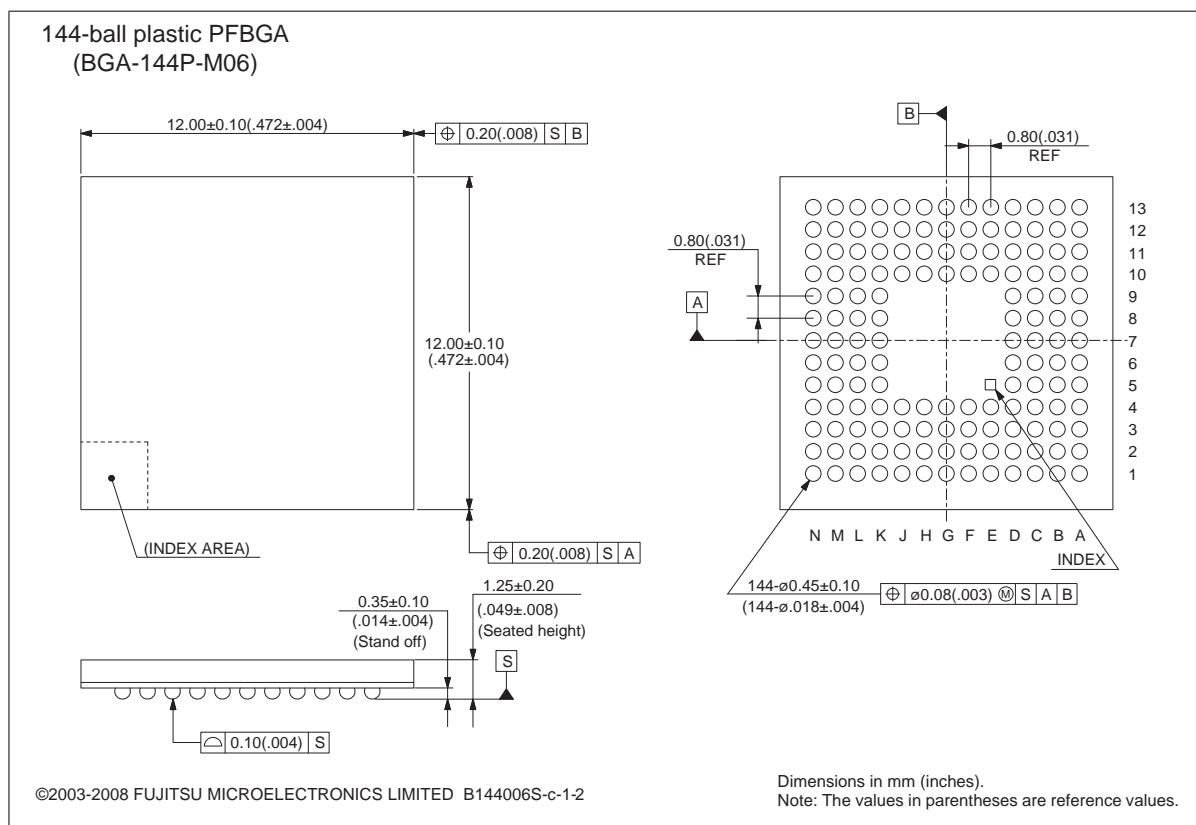 144-ball plastic PFBGA
(BGA-144P-M06)
12.00±0.10(.472±.004)
⌖ 0.20(.008) S B
12.00±0.10
(.472±.004)
(INDEX AREA)
⌖ 0.20(.008) S A
B
0.80(.031)
REF
0.80(.031)
REF
A
13
12
11
10
9
8
7
6
5
4
3
2
1
N M L K J H G F E D C B A
INDEX
144-ø0.45±0.10
(144-ø.018±.004)
⌖ ø0.08(.003) Ⓜ S A B
0.35±0.10
(.014±.004)
(Stand off)
1.25±0.20
(.049±.008)
(Seated height)
S
⌓ 0.10(.004) S
©2003-2008 FUJITSU MICROELECTRONICS LIMITED B144006S-c-1-2
Dimensions in mm (inches).
Note: The values in parentheses are reference values.